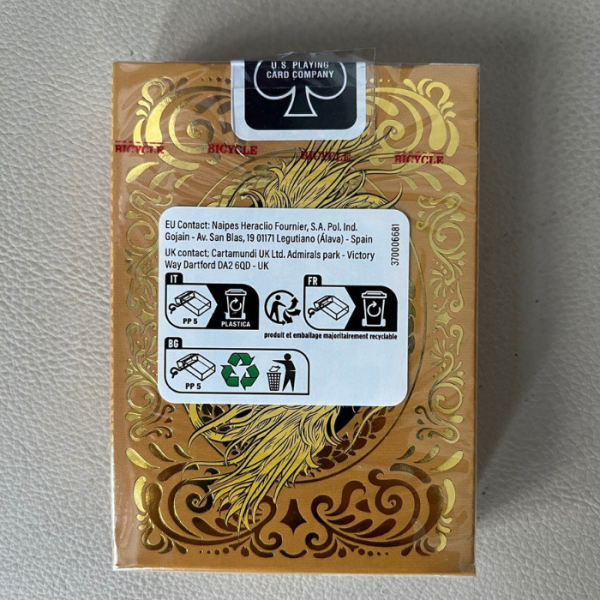 U.S. PLAYING
CARD COMPANY
BICYCLE BICYCLE BICYCLE BICYCLE
EU Contact: Naipes Heraclio Fournier, S.A. Pol. Ind.
Gojain - Av. San Blas, 19 01171 Legutiano (Álava) - Spain
UK contact: Cartamundi UK Ltd. Admirals park - Victory
Way Dartford DA2 6QD - UK
370006681
IT
PP 5
PLASTICA
FR
produit et emballage majoritairement recyclable
BG
PP 5